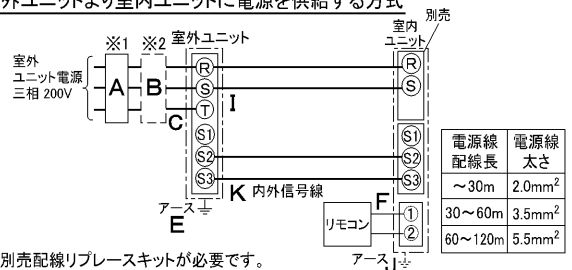 外ユニットより室内ユニットに電源を供給する方式
別売
※1 ※2 室外ユニット
室内
ユニット
室外
ユニット電源
三相 200V
A
B
C
R
S
T
S1
S2
S3
I
R
S
S1
S2
S3
K 内外信号線
アース
E
F
リモコン
①
②
アース
J
電源線
配線長
電源線
太さ
～30m 2.0mm²
30～60m 3.5mm²
60～120m 5.5mm²
別売配線リプレースキットが必要です。